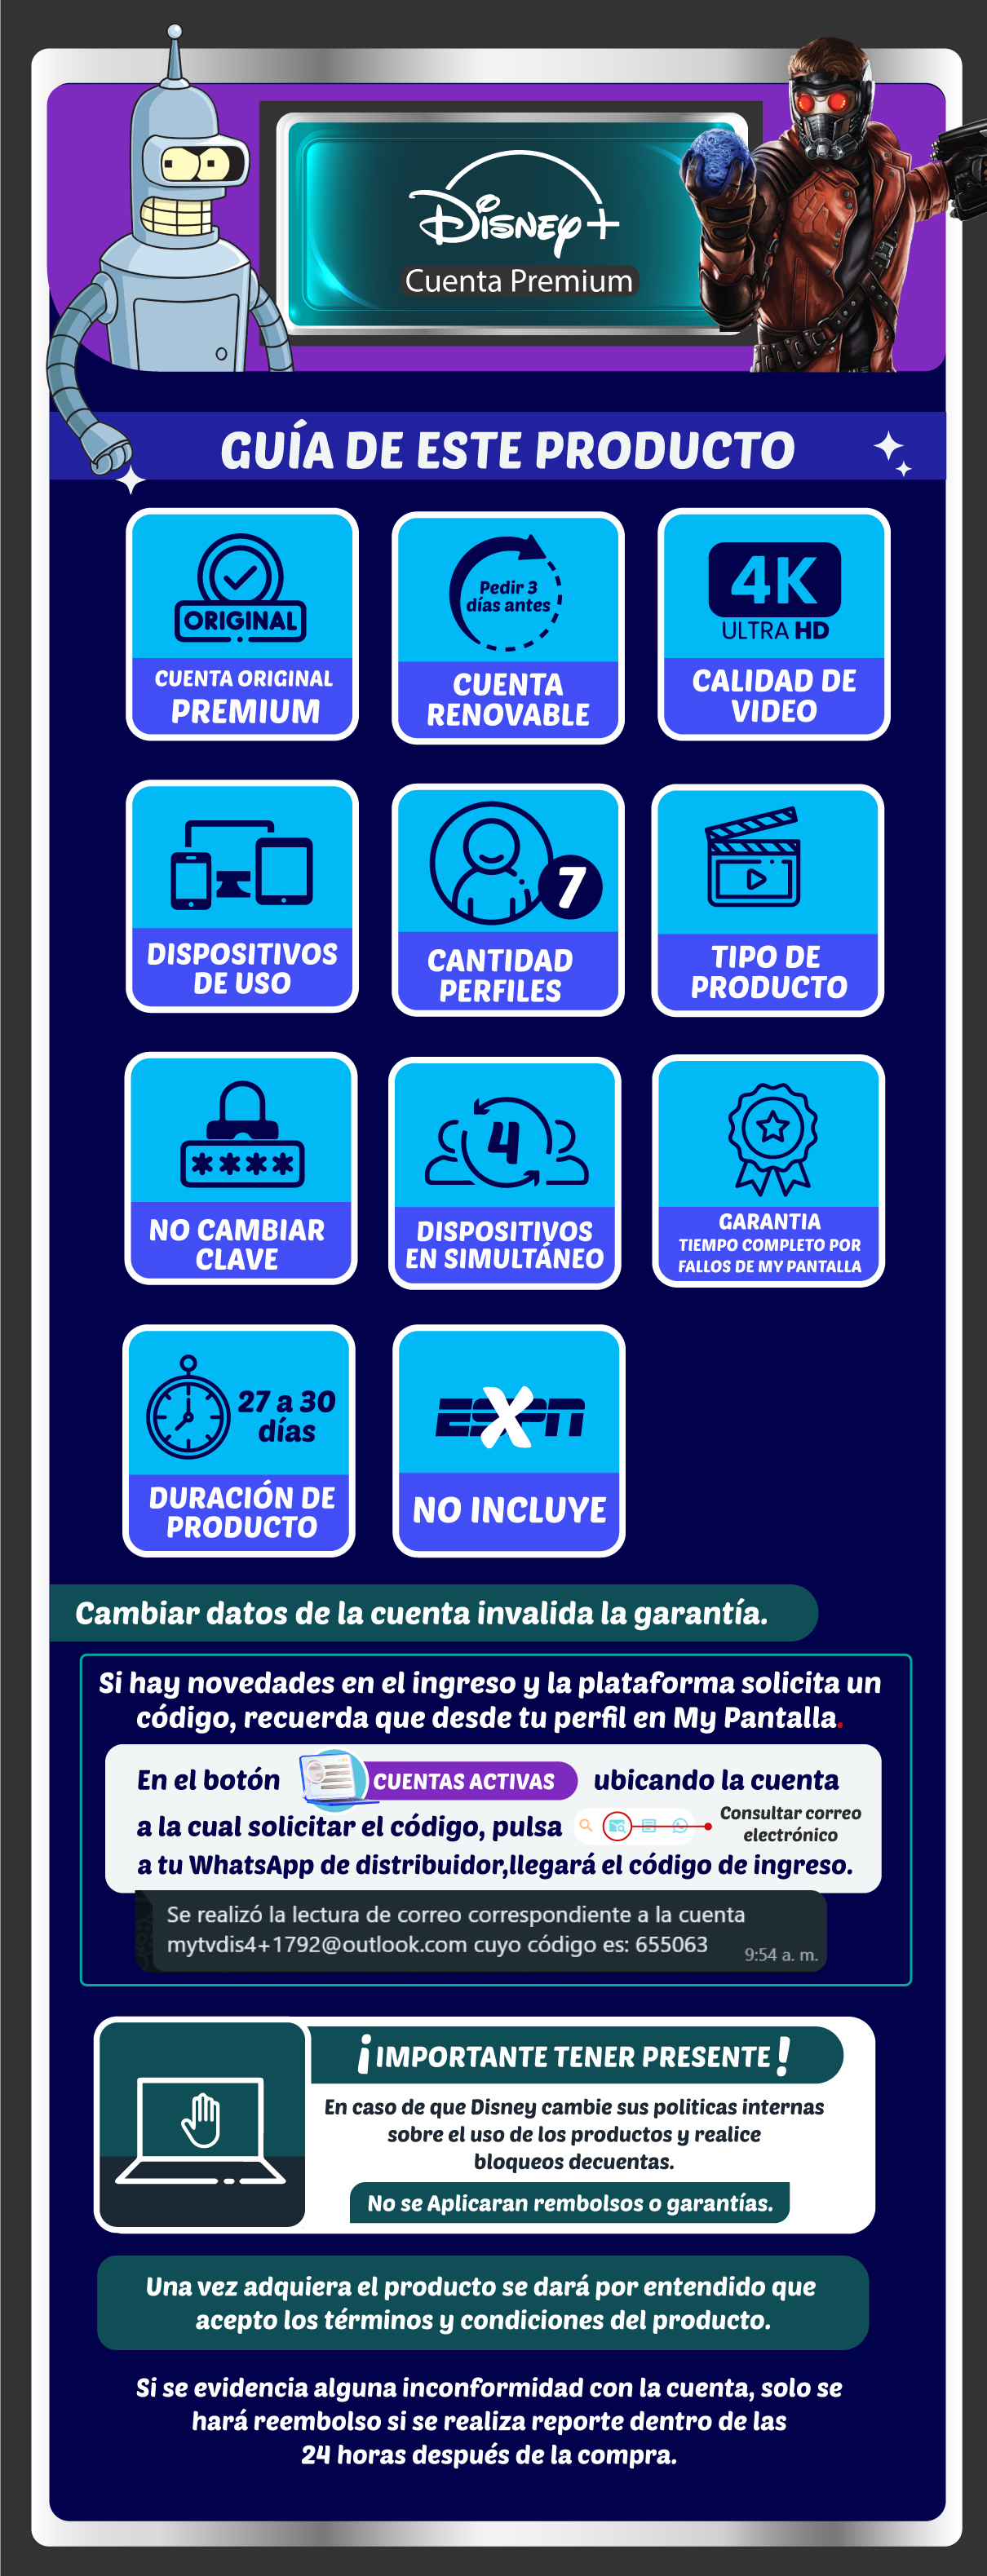 Disney+
Cuenta Premium
GUÍA DE ESTE PRODUCTO
ORIGINAL
CUENTA ORIGINAL
PREMIUM
Pedir 3
días antes
CUENTA
RENOVABLE
4K
ULTRA HD
CALIDAD DE
VIDEO
DISPOSITIVOS
DE USO
7
CANTIDAD
PERFILES
TIPO DE
PRODUCTO
****
NO CAMBIAR
CLAVE
4
DISPOSITIVOS
EN SIMULTÁNEO
GARANTIA
TIEMPO COMPLETO POR
FALLOS DE MY PANTALLA
27 a 30
días
DURACIÓN DE
PRODUCTO
ESPN
X
NO INCLUYE
Cambiar datos de la cuenta invalida la garantía.
Si hay novedades en el ingreso y la plataforma solicita un
código, recuerda que desde tu perfil en My Pantalla.
En el botón CUENTAS ACTIVAS ubicando la cuenta
a la cual solicitar el código, pulsa
Consultar correo
electrónico
a tu WhatsApp de distribuidor,llegará el código de ingreso.
Se realizó la lectura de correo correspondiente a la cuenta
mytvdis4+1792@outlook.com cuyo código es: 655063
9:54 a. m.
¡IMPORTANTE TENER PRESENTE!
En caso de que Disney cambie sus politicas internas
sobre el uso de los productos y realice
bloqueos decuentas.
No se Aplicaran rembolsos o garantías.
Una vez adquiera el producto se dará por entendido que
acepto los términos y condiciones del producto.
Si se evidencia alguna inconformidad con la cuenta, solo se
hará reembolso si se realiza reporte dentro de las
24 horas después de la compra.